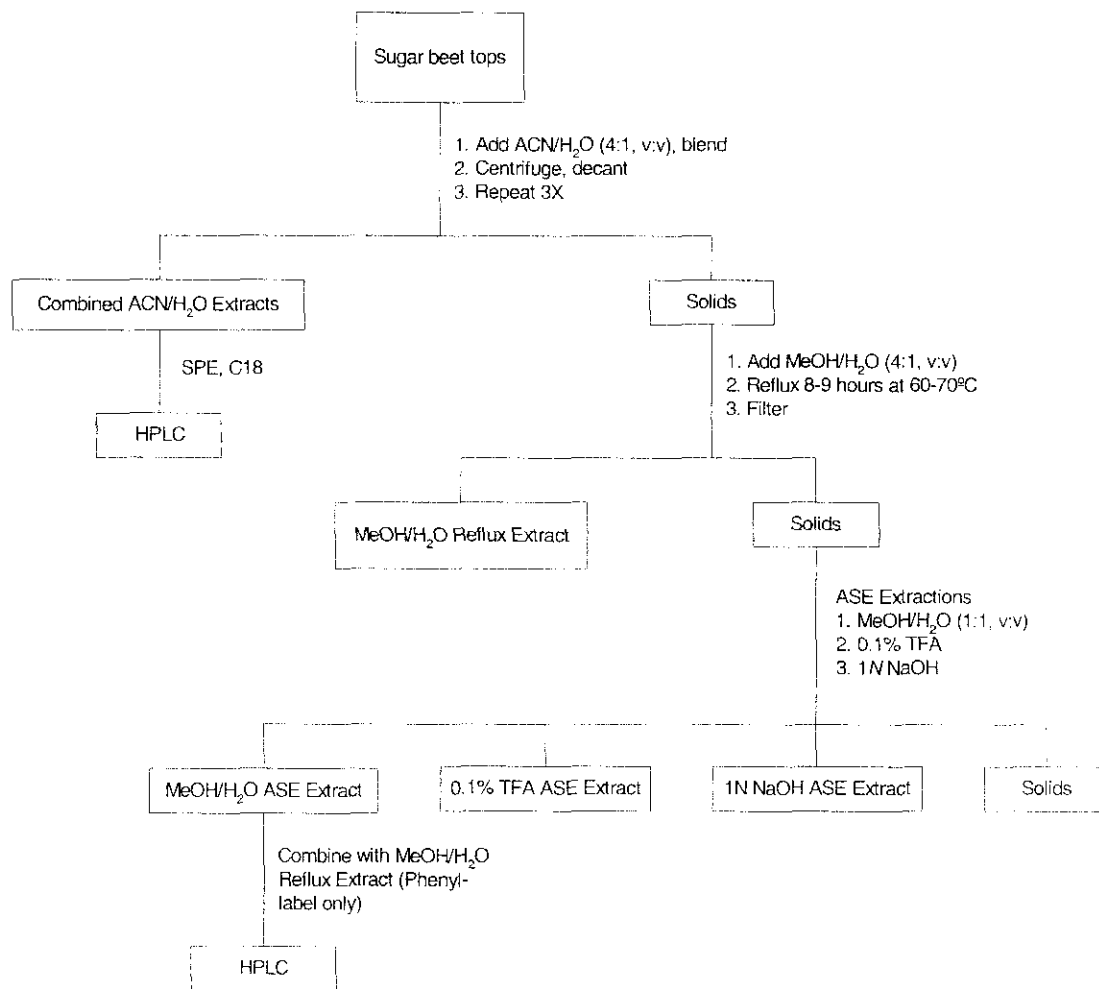 Sugar beet tops
1. Add ACN/H₂O (4:1, v:v), blend
2. Centrifuge, decant
3. Repeat 3X
Combined ACN/H₂O Extracts
Solids
SPE, C18
HPLC
1. Add MeOH/H₂O (4:1, v:v)
2. Reflux 8-9 hours at 60-70ºC
3. Filter
MeOH/H₂O Reflux Extract
Solids
ASE Extractions
1. MeOH/H₂O (1:1, v:v)
2. 0.1% TFA
3. 1N NaOH
MeOH/H₂O ASE Extract
0.1% TFA ASE Extract
1N NaOH ASE Extract
Solids
Combine with MeOH/H₂O
Reflux Extract (Phenyl-
label only)
HPLC